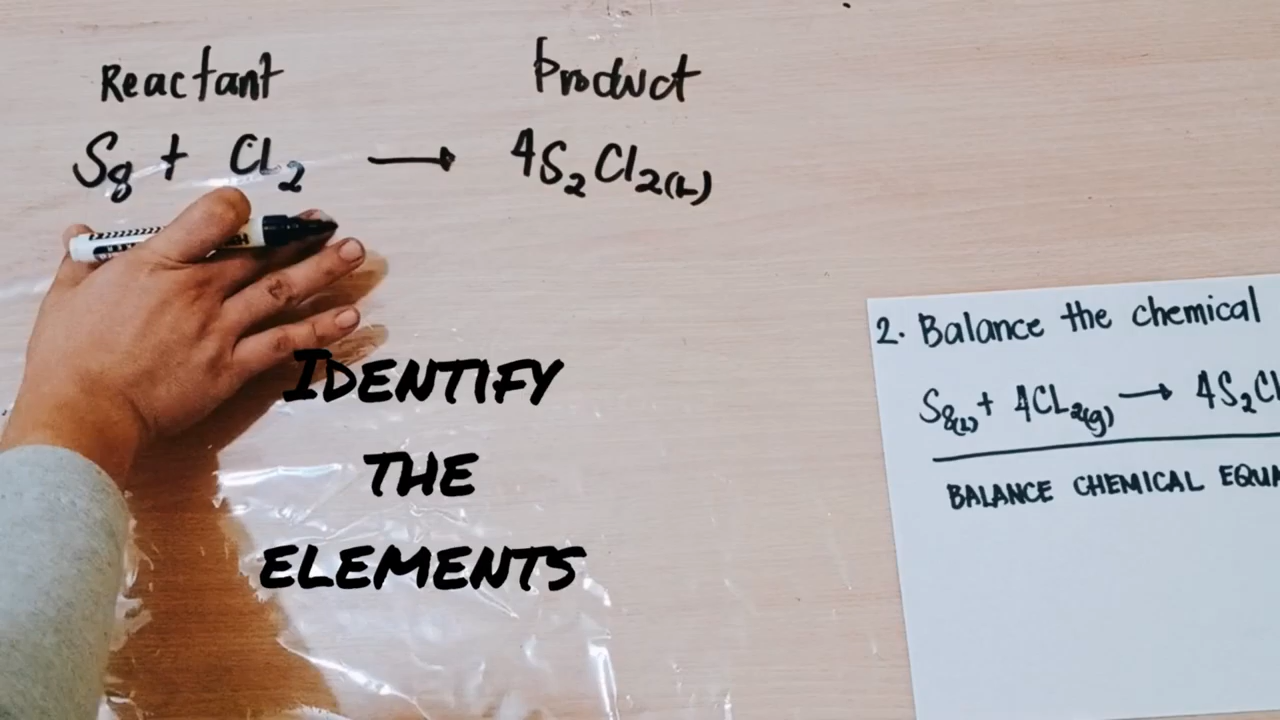 Reactant
Product
S₈ + Cl₂ → 4S₂Cl₂(L)
2. Balance the chemical
S₈(L) + 4CL₂(g) → 4S₂Cl
BALANCE CHEMICAL EQUA
IDENTIFY
THE
ELEMENTS